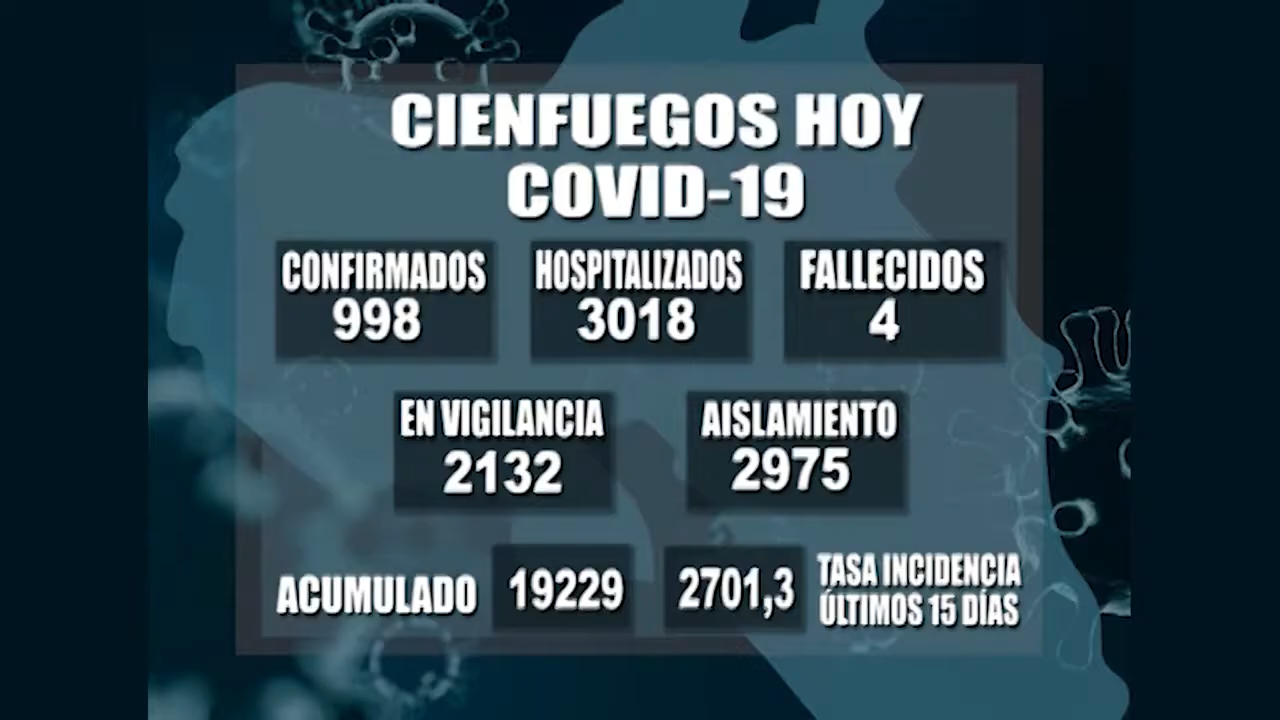 CIENFUEGOS HOY
COVID-19
CONFIRMADOS
998
HOSPITALIZADOS
3018
FALLECIDOS
4
EN VIGILANCIA
2132
AISLAMIENTO
2975
ACUMULADO
19229
2701,3
TASA INCIDENCIA
ÚLTIMOS 15 DÍAS